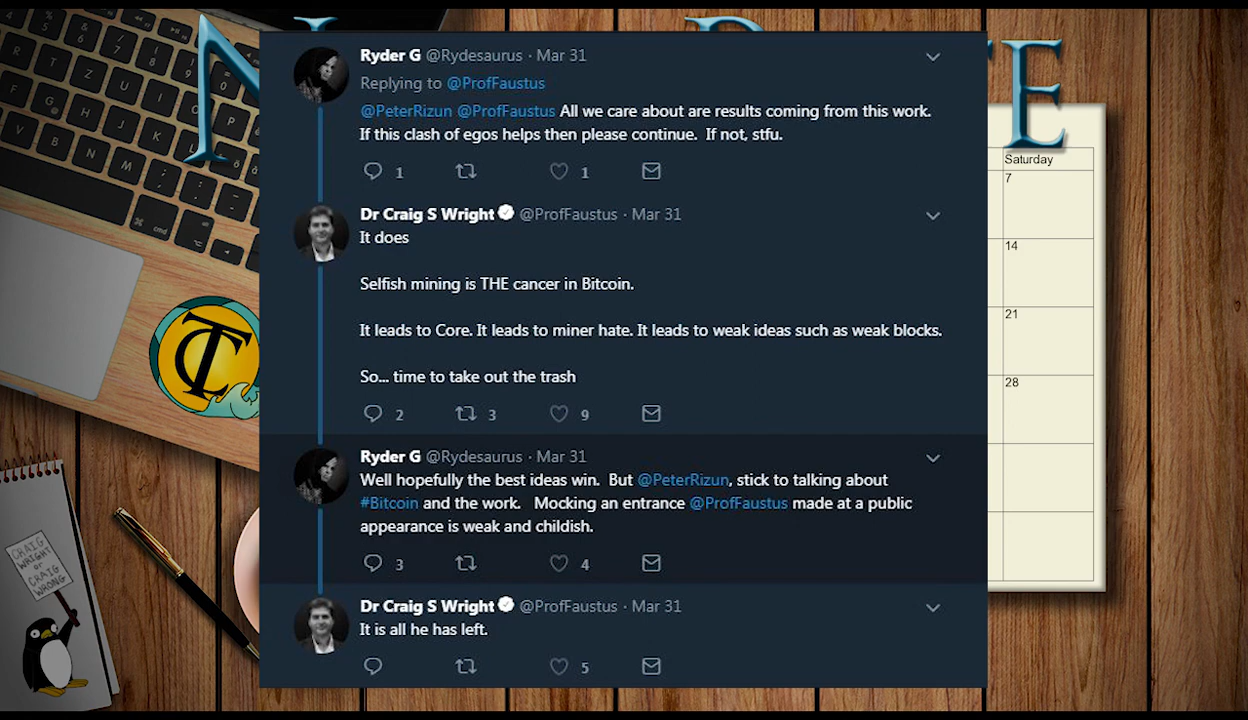 Ryder G @Rydesaurus · Mar 31
Replying to @ProfFaustus
@PeterRizun @ProfFaustus All we care about are results coming from this work.
If this clash of egos helps then please continue. If not, stfu.
1 1
Dr Craig S Wright @ProfFaustus · Mar 31
It does
Selfish mining is THE cancer in Bitcoin.
It leads to Core. It leads to miner hate. It leads to weak ideas such as weak blocks.
So... time to take out the trash
2 3 9
Ryder G @Rydesaurus · Mar 31
Well hopefully the best ideas win. But @PeterRizun, stick to talking about
#Bitcoin and the work. Mocking an entrance @ProfFaustus made at a public
appearance is weak and childish.
3 4
Dr Craig S Wright @ProfFaustus · Mar 31
It is all he has left.
5
Saturday
7
14
21
28
CRAIG
WRIGHT
or
CRAIG
WRONG
TC